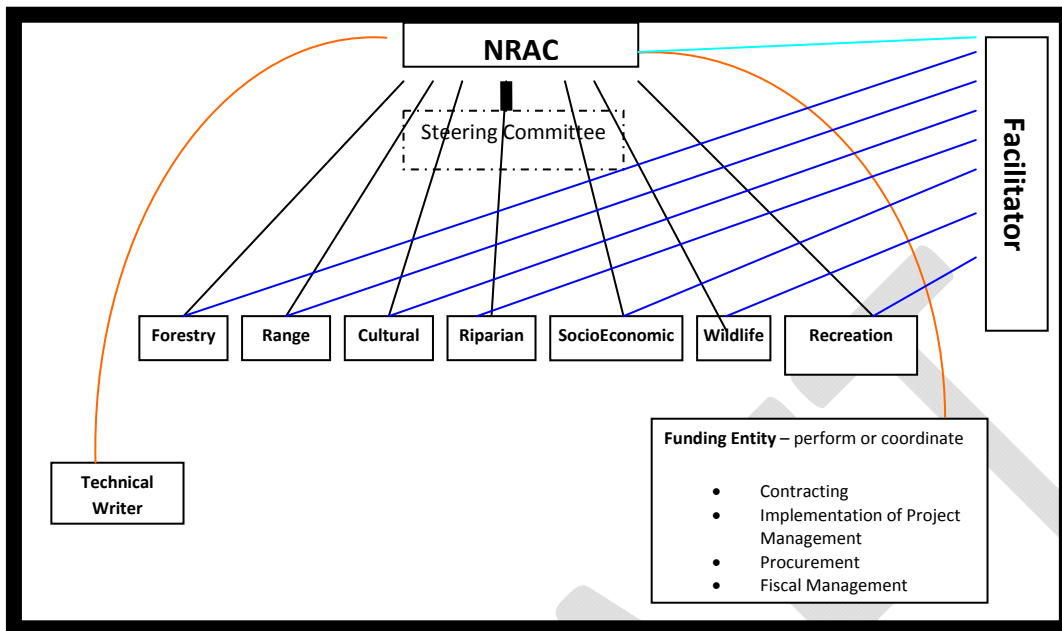 NRAC
Steering Committee
Facilitator
Forestry
Range
Cultural
Riparian
SocioEconomic
Wildlife
Recreation
Funding Entity – perform or coordinate
• Contracting
• Implementation of Project
Management
• Procurement
• Fiscal Management
Technical
Writer